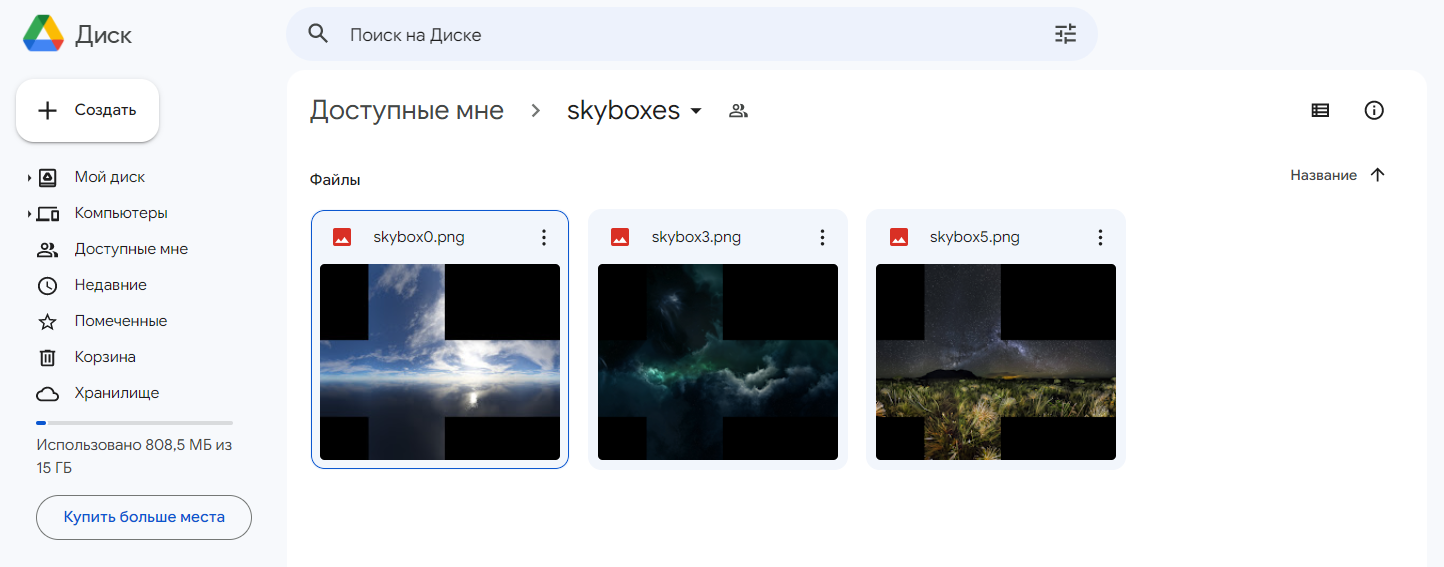 Диск
Поиск на Диске
Создать
Мой диск
Компьютеры
Доступные мне
Недавние
Помеченные
Корзина
Хранилище
Использовано 808,5 МБ из
15 ГБ
Купить больше места
Доступные мне
skyboxes
Файлы
Название
skybox0.png
skybox3.png
skybox5.png